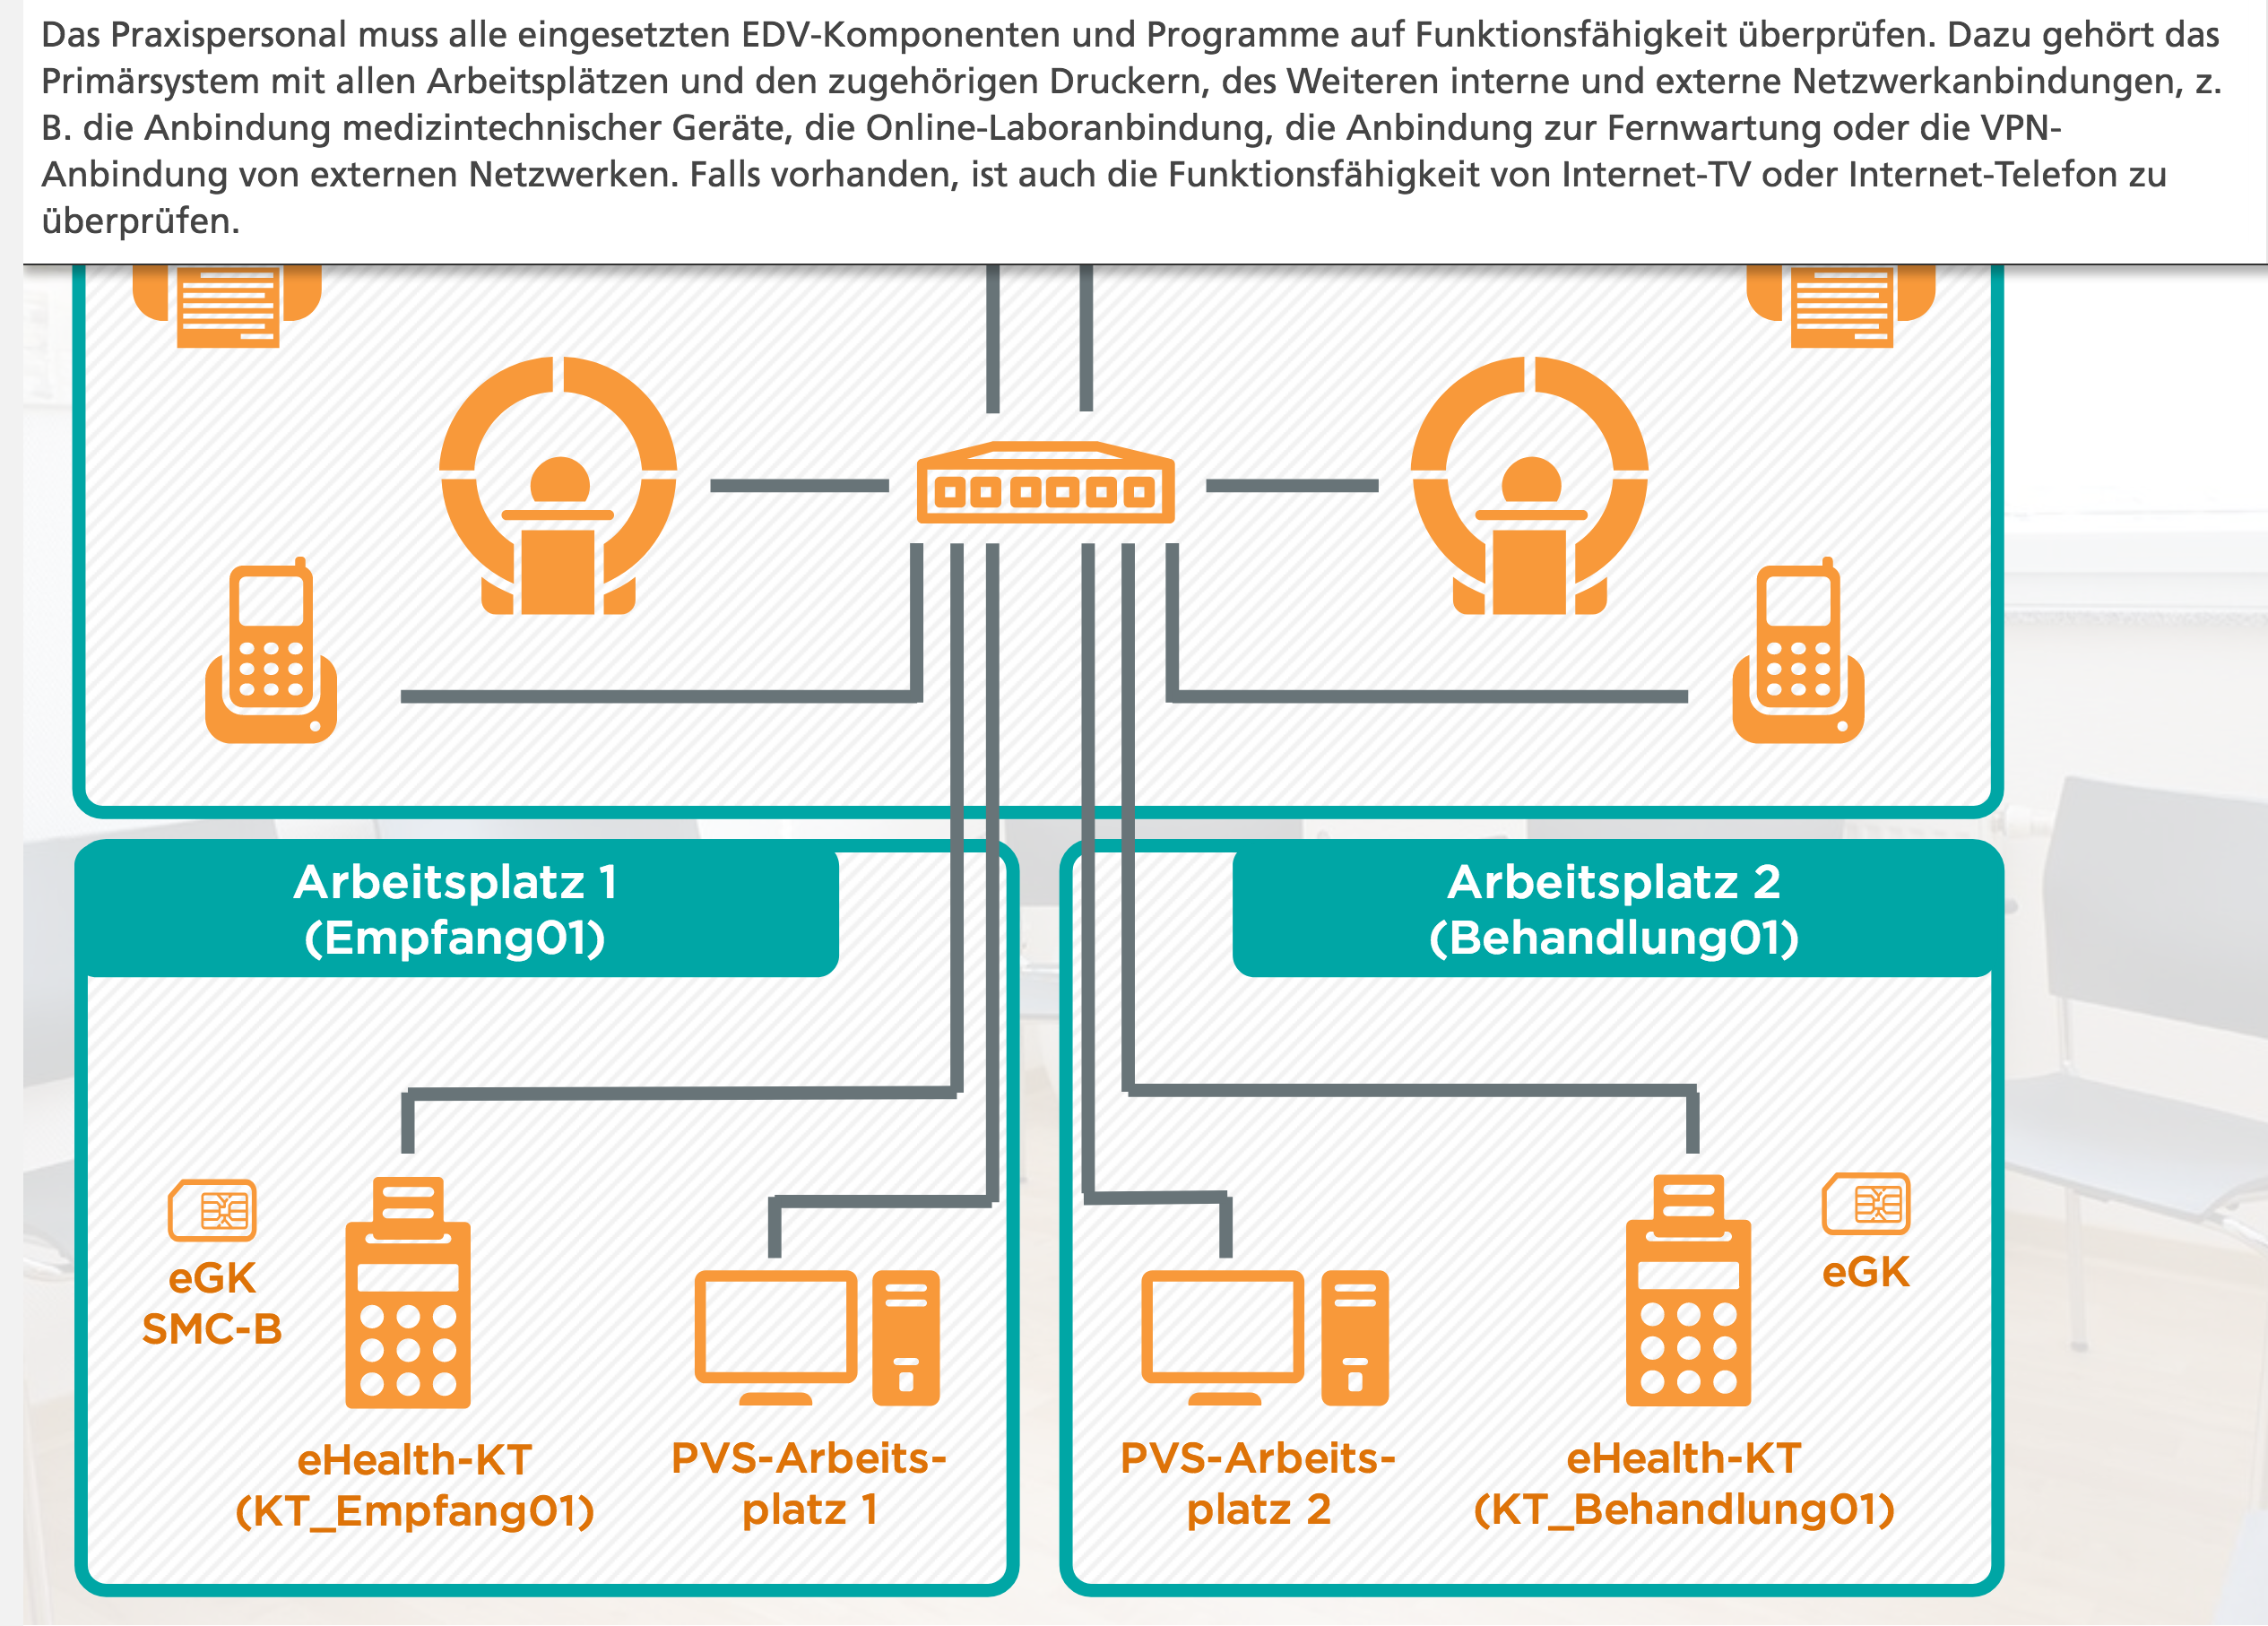 Das Praxispersonal muss alle eingesetzten EDV-Komponenten und Programme auf Funktionsfähigkeit überprüfen. Dazu gehört das
Primärsystem mit allen Arbeitsplätzen und den zugehörigen Druckern, des Weiteren interne und externe Netzwerkanbindungen, z.
B. die Anbindung medizintechnischer Geräte, die Online-Laboranbindung, die Anbindung zur Fernwartung oder die VPN-
Anbindung von externen Netzwerken. Falls vorhanden, ist auch die Funktionsfähigkeit von Internet-TV oder Internet-Telefon zu
überprüfen.
Arbeitsplatz 1
(Empfang01)
Arbeitsplatz 2
(Behandlung01)
eGK
SMC-B
eGK
eHealth-KT
(KT_Empfang01)
PVS-Arbeits-
platz 1
PVS-Arbeits-
platz 2
eHealth-KT
(KT_Behandlung01)